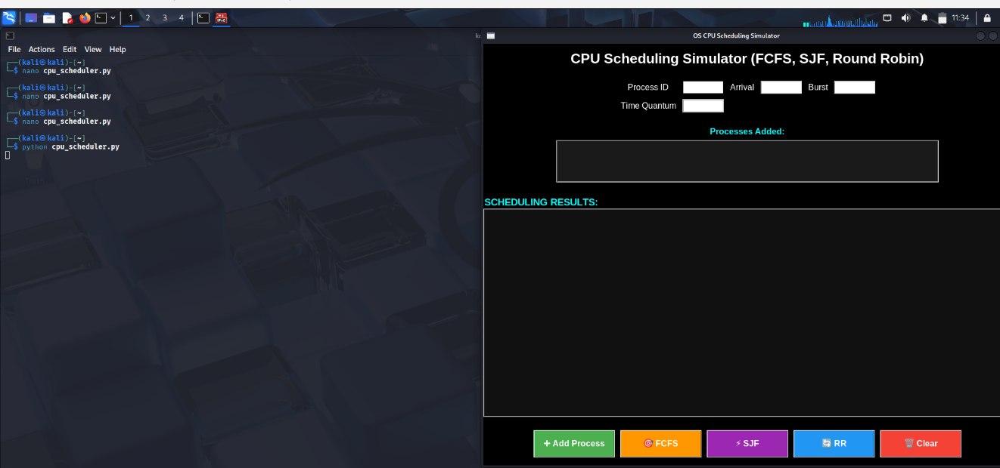 1 2 3 4
11:34
File Actions Edit View Help
┌──(kali㉿kali)-[~]
└─$ nano cpu_scheduler.py
┌──(kali㉿kali)-[~]
└─$ nano cpu_scheduler.py
┌──(kali㉿kali)-[~]
└─$ nano cpu_scheduler.py
┌──(kali㉿kali)-[~]
└─$ python cpu_scheduler.py
OS CPU Scheduling Simulator
CPU Scheduling Simulator (FCFS, SJF, Round Robin)
Process ID Arrival Burst
Time Quantum
Processes Added:
SCHEDULING RESULTS:
+ Add Process 🎯 FCFS ⚡ SJF 🔄 RR 🗑 Clear